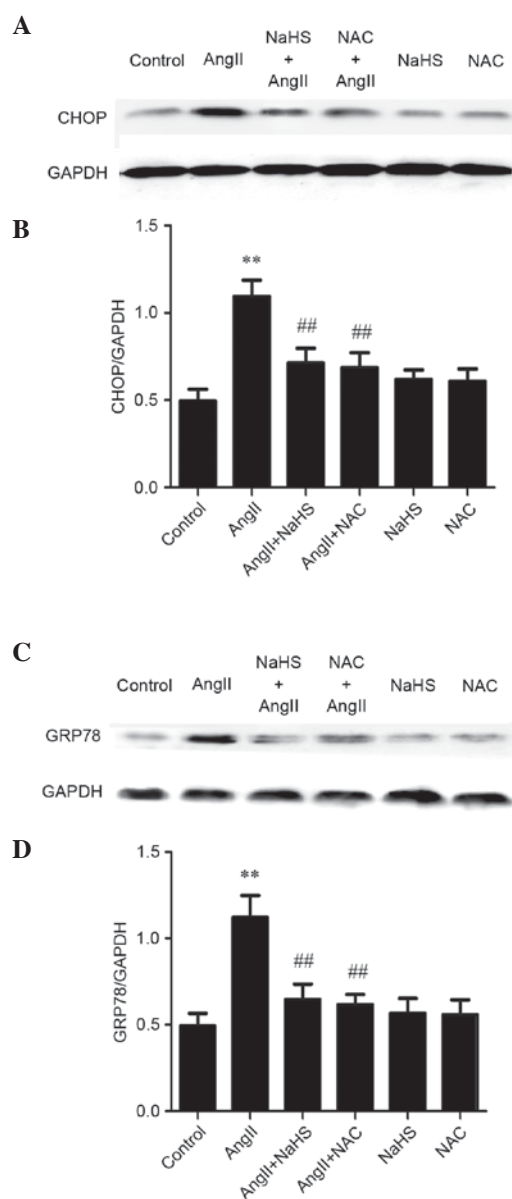 A
Control AngII NaHS + AngII NAC + AngII NaHS NAC
CHOP
GAPDH
B
1.5
1.0
0.5
0.0
CHOP/GAPDH
**
##
##
Control
AngII
AngII+NaHS
AngII+NAC
NaHS
NAC
C
Control AngII NaHS + AngII NAC + AngII NaHS NAC
GRP78
GAPDH
D
1.5
1.0
0.5
0.0
GRP78/GAPDH
**
##
##
Control
AngII
AngII+NaHS
AngII+NAC
NaHS
NAC